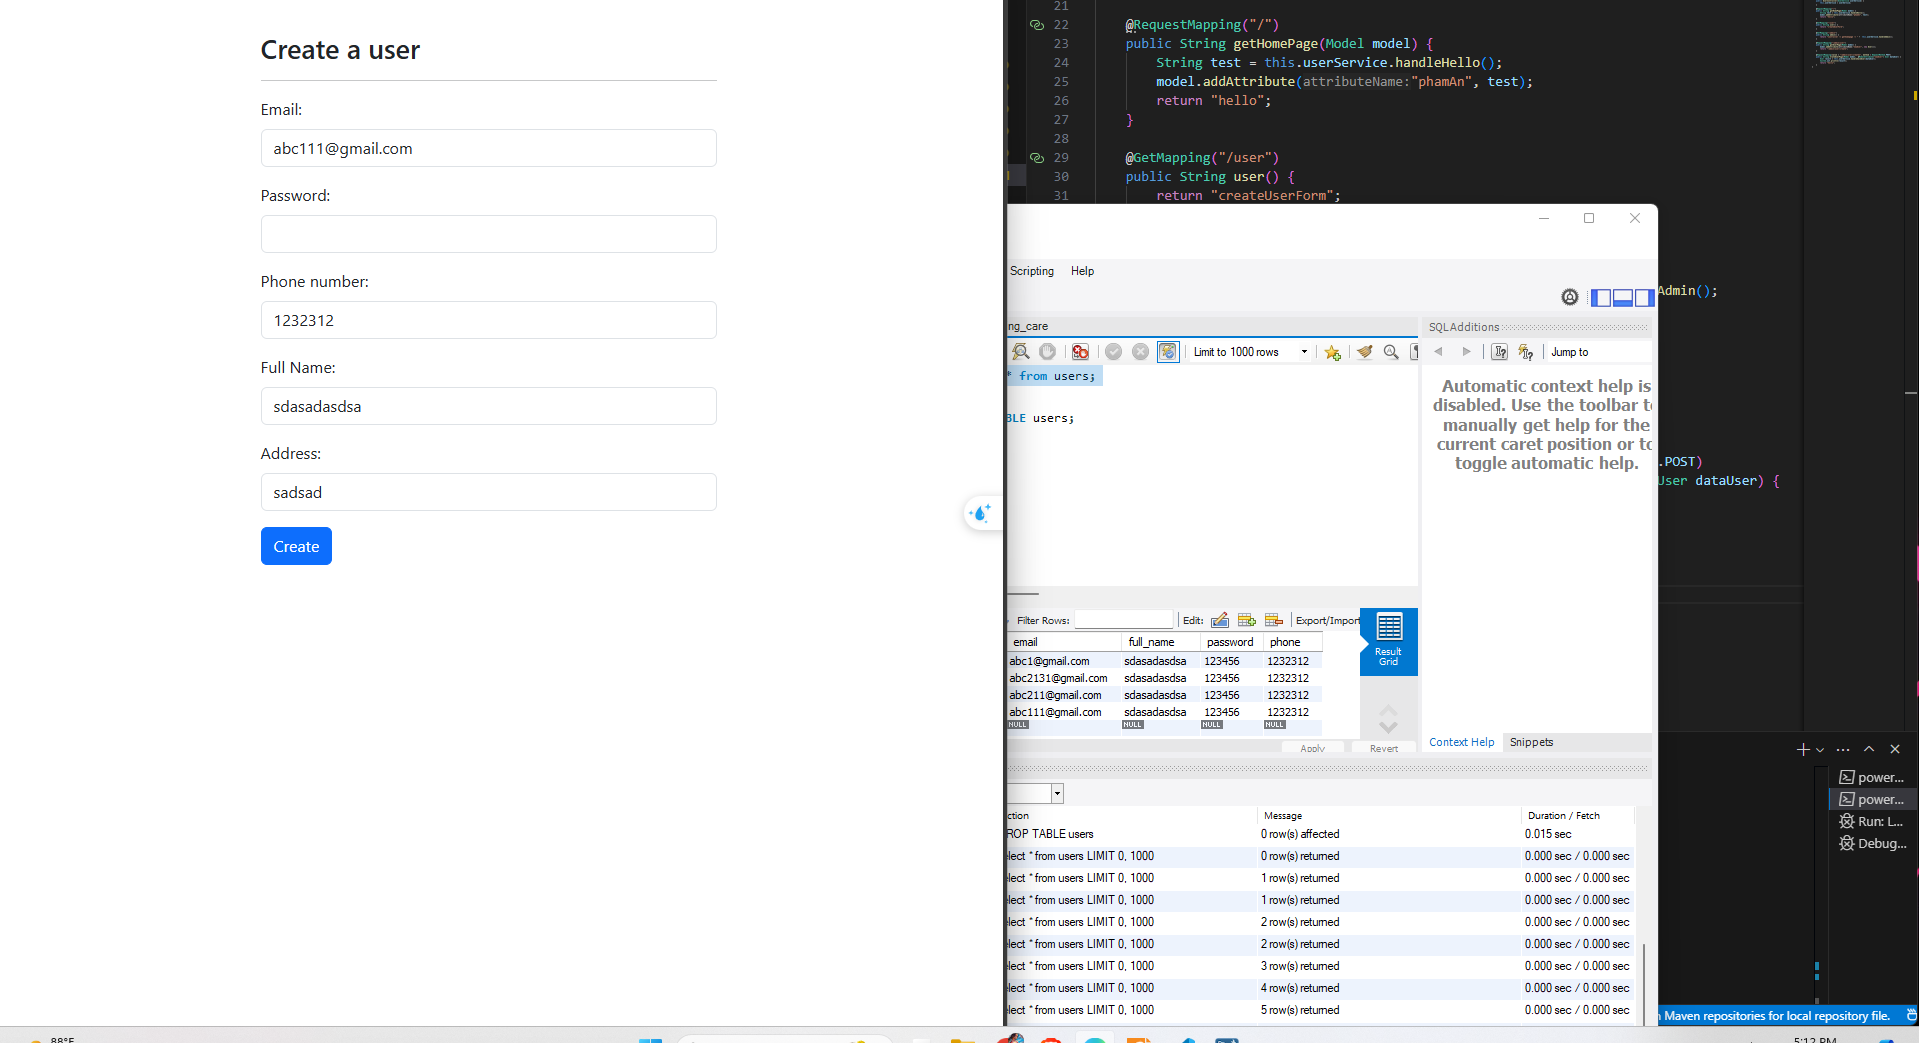 Create a user
Email:
abc111@gmail.com
Password:
Phone number:
1232312
Full Name:
sdasadasdsa
Address:
sadsad
Create
21
22 @RequestMapping("/")
23 public String getHomePage(Model model) {
24 String test = this.userService.handleHello();
25 model.addAttribute(attributeName:"phamAn", test);
26 return "hello";
27 }
28
29 @GetMapping("/user")
30 public String user() {
31 return "createUserForm";
Admin();
.POST)
User dataUser) {
Scripting Help
ng_care
Limit to 1000 rows
* from users;
BLE users;
SQLAdditions
Jump to
Automatic context help is
disabled. Use the toolbar to
manually get help for the
current caret position or to
toggle automatic help.
Filter Rows: Edit: Export/Import
email full_name password phone
abc1@gmail.com sdasadasdsa 123456 1232312
abc2131@gmail.com sdasadasdsa 123456 1232312
abc211@gmail.com sdasadasdsa 123456 1232312
abc111@gmail.com sdasadasdsa 123456 1232312
NULL NULL NULL NULL
Result
Grid
Apply Revert
Context Help Snippets
ction Message Duration / Fetch
ROP TABLE users 0 row(s) affected 0.015 sec
lect * from users LIMIT 0, 1000 0 row(s) returned 0.000 sec / 0.000 sec
lect * from users LIMIT 0, 1000 1 row(s) returned 0.000 sec / 0.000 sec
lect * from users LIMIT 0, 1000 1 row(s) returned 0.000 sec / 0.000 sec
lect * from users LIMIT 0, 1000 2 row(s) returned 0.000 sec / 0.000 sec
lect * from users LIMIT 0, 1000 2 row(s) returned 0.000 sec / 0.000 sec
lect * from users LIMIT 0, 1000 3 row(s) returned 0.000 sec / 0.000 sec
lect * from users LIMIT 0, 1000 4 row(s) returned 0.000 sec / 0.000 sec
lect * from users LIMIT 0, 1000 5 row(s) returned 0.000 sec / 0.000 sec
power...
power...
Run: L...
Debug...
n Maven repositories for local repository file.
88°F
5:12 PM